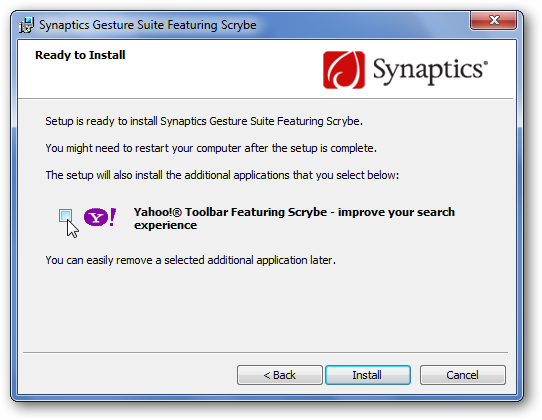 Synaptics Gesture Suite Featuring Scrybe
Ready to Install
Synaptics®
Setup is ready to install Synaptics Gesture Suite Featuring Scrybe.
You might need to restart your computer after the setup is complete.
The setup will also install the additional applications that you select below:
Y!
Yahoo!® Toolbar Featuring Scrybe - improve your search
experience
You can easily remove a selected additional application later.
< Back
Install
Cancel